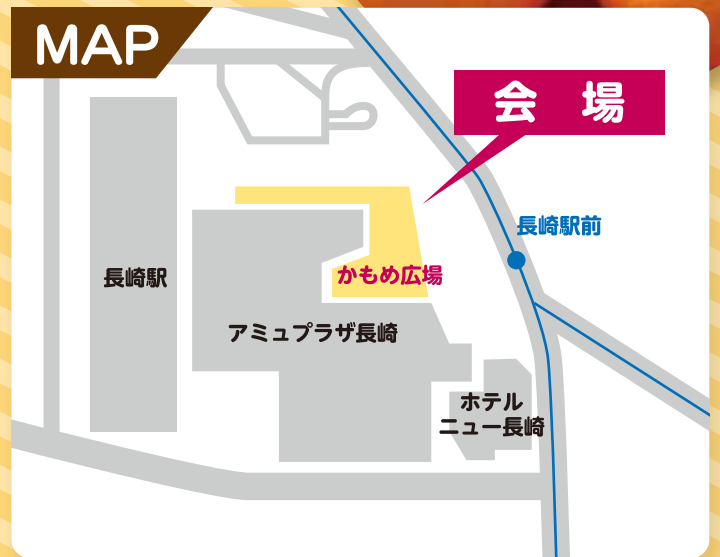 MAP
会　場
長崎駅前
長崎駅
かもめ広場
アミュプラザ長崎
ホテル
ニュー長崎